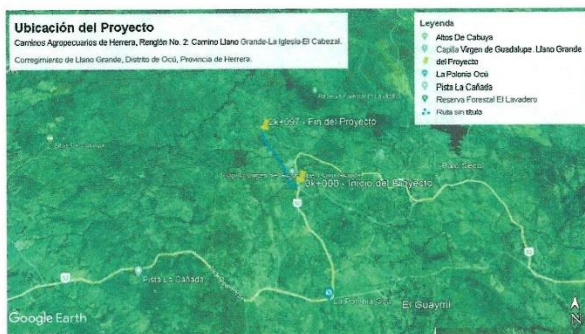 Ubicación del Proyecto
Caminos Agropecuarios de Herrera, Renglón No. 2: Camino Llano Grande-La Iglesia-El Cabezal.
Corregimiento de Llano Grande, Distrito de Ocú, Provincia de Herrera.
Leyenda
Altos De Cabuya
Capilla Virgen de Guadalupe. Llano Grande
del Proyecto
La Polonia Ocú
Pista La Cañada
Reserva Forestal El Lavadero
Ruta sin título
2k+097 - Fin del Proyecto
0k+000 - Inicio del Proyecto
Pista La Cañada
La Polonia Ocú
El Guaymí
Google Earth
N